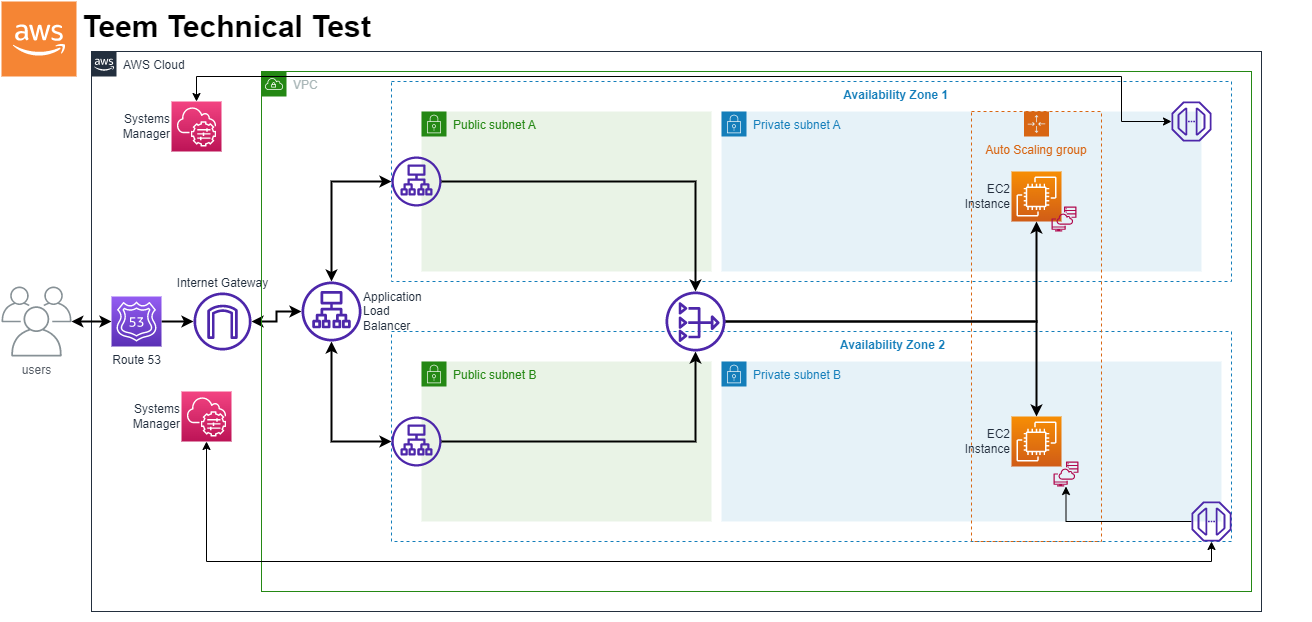 aws
Teem Technical Test
aws
AWS Cloud
VPC
Availability Zone 1
Systems
Manager
Public subnet A
Private subnet A
Auto Scaling group
EC2
Instance
Internet Gateway
Application
Load
Balancer
53
Route 53
users
Availability Zone 2
Public subnet B
Private subnet B
Systems
Manager
EC2
Instance